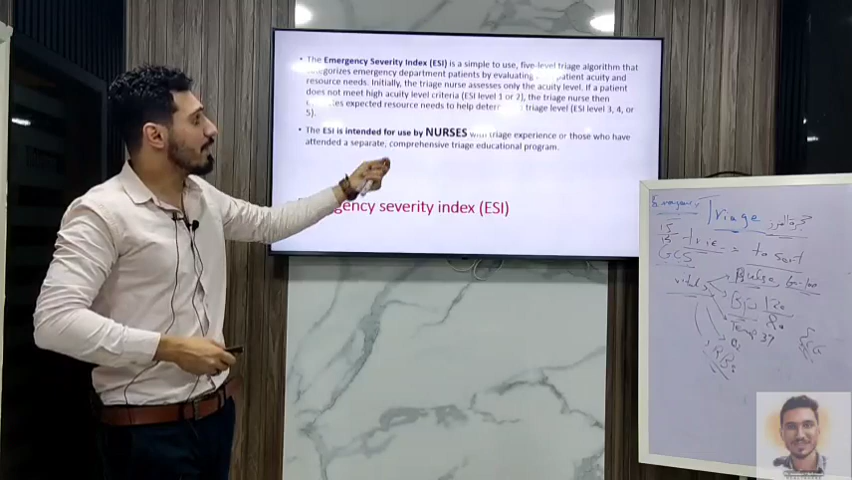 • The Emergency Severity Index (ESI) is a simple to use, five-level triage algorithm that
categorizes emergency department patients by evaluating patient acuity and
resource needs. Initially, the triage nurse assesses only the acuity level. If a patient
does not meet high acuity level criteria (ESI level 1 or 2), the triage nurse then
expected resource needs to help triage level (ESI level 3, 4, or
5).
• The ESI is intended for use by NURSES with triage experience or those who have
attended a separate, comprehensive triage educational program.
severity index (ESI)
Triage
15
15
GCS
= to sort
vitals
Pulse 60-100
Temp 37
O₂
ECG